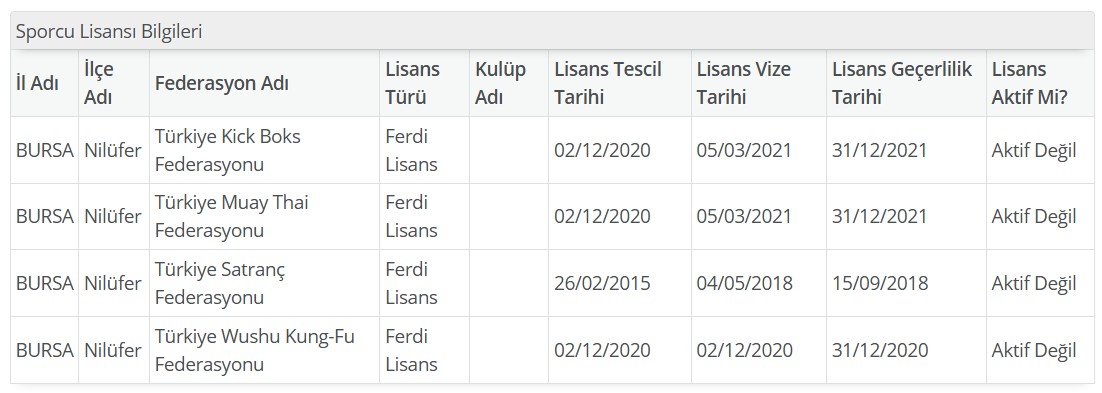 Sporcu Lisansı Bilgileri
İl Adı İlçe Adı Federasyon Adı Lisans Türü Kulüp Adı Lisans Tescil Tarihi Lisans Vize Tarihi Lisans Geçerlilik Tarihi Lisans Aktif Mi?
BURSA Nilüfer Türkiye Kick Boks Federasyonu Ferdi Lisans 02/12/2020 05/03/2021 31/12/2021 Aktif Değil
BURSA Nilüfer Türkiye Muay Thai Federasyonu Ferdi Lisans 02/12/2020 05/03/2021 31/12/2021 Aktif Değil
BURSA Nilüfer Türkiye Satranç Federasyonu Ferdi Lisans 26/02/2015 04/05/2018 15/09/2018 Aktif Değil
BURSA Nilüfer Türkiye Wushu Kung-Fu Federasyonu Ferdi Lisans 02/12/2020 02/12/2020 31/12/2020 Aktif Değil